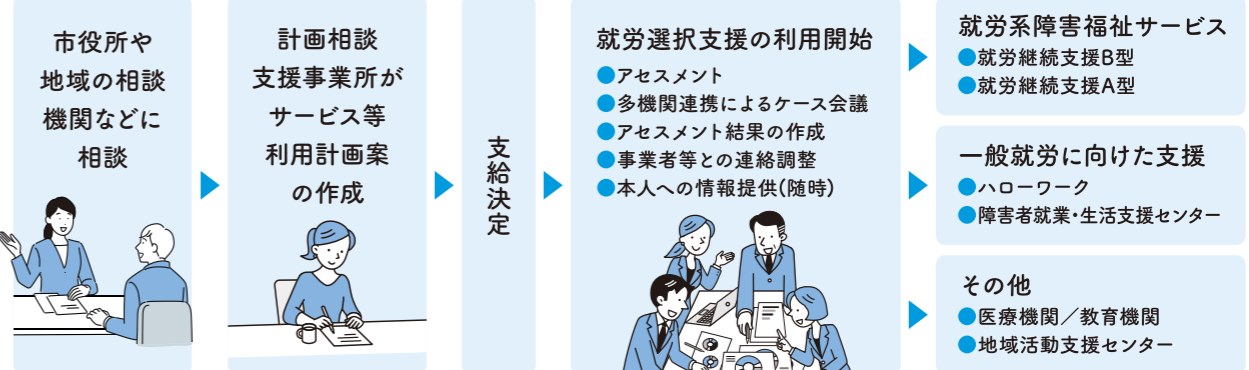 市役所や
地域の相談
機関などに
相談
計画相談
支援事業所が
サービス等
利用計画案
の作成
支給決定
就労選択支援の利用開始
●アセスメント
●多機関連携によるケース会議
●アセスメント結果の作成
●事業者等との連絡調整
●本人への情報提供(随時)
就労系障害福祉サービス
●就労継続支援B型
●就労継続支援A型
一般就労に向けた支援
●ハローワーク
●障害者就業・生活支援センター
その他
●医療機関／教育機関
●地域活動支援センター